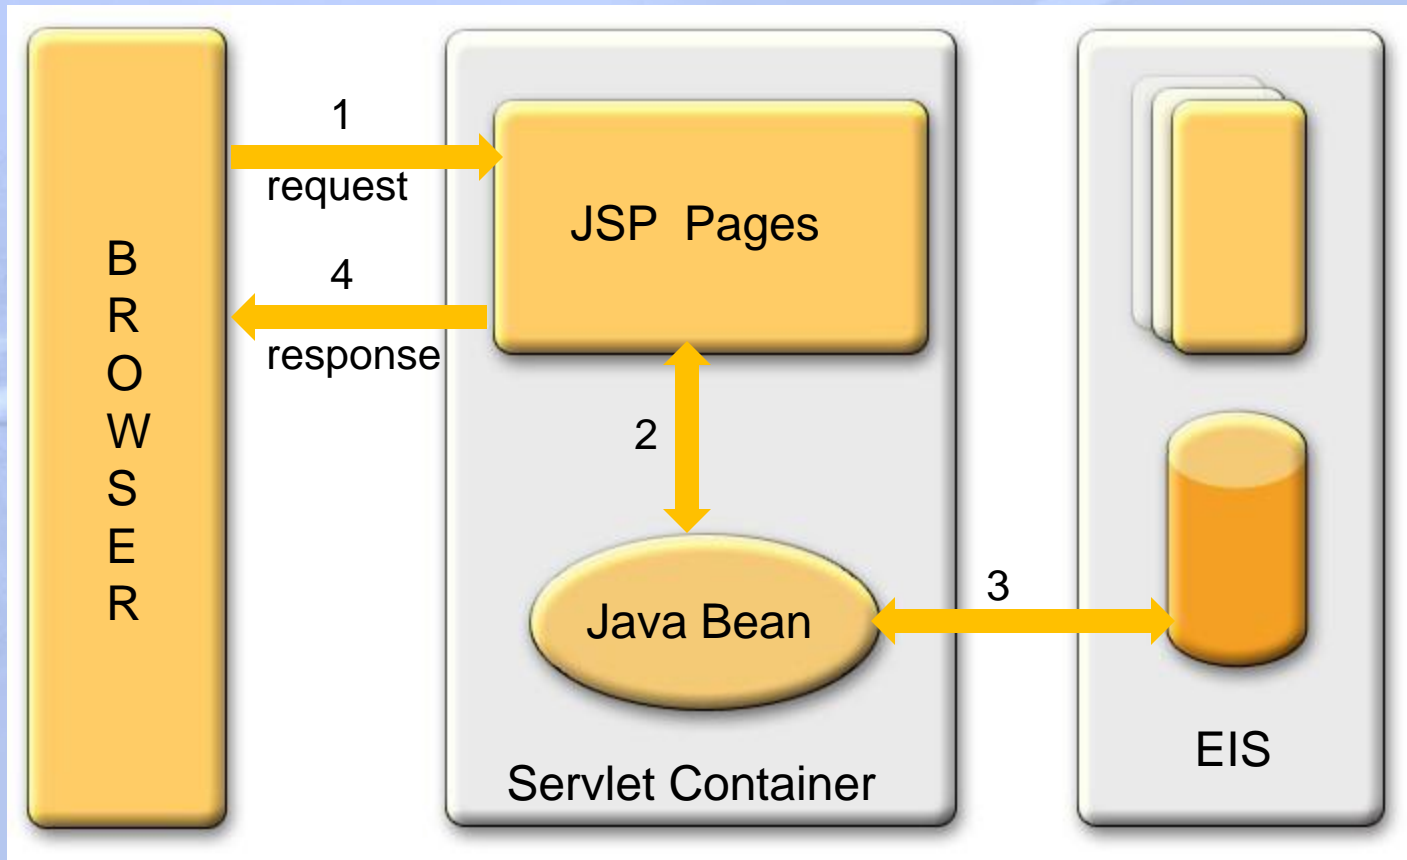 B
R
O
W
S
E
R
1
request
4
response
JSP  Pages
2
Java Bean
Servlet Container
3
EIS